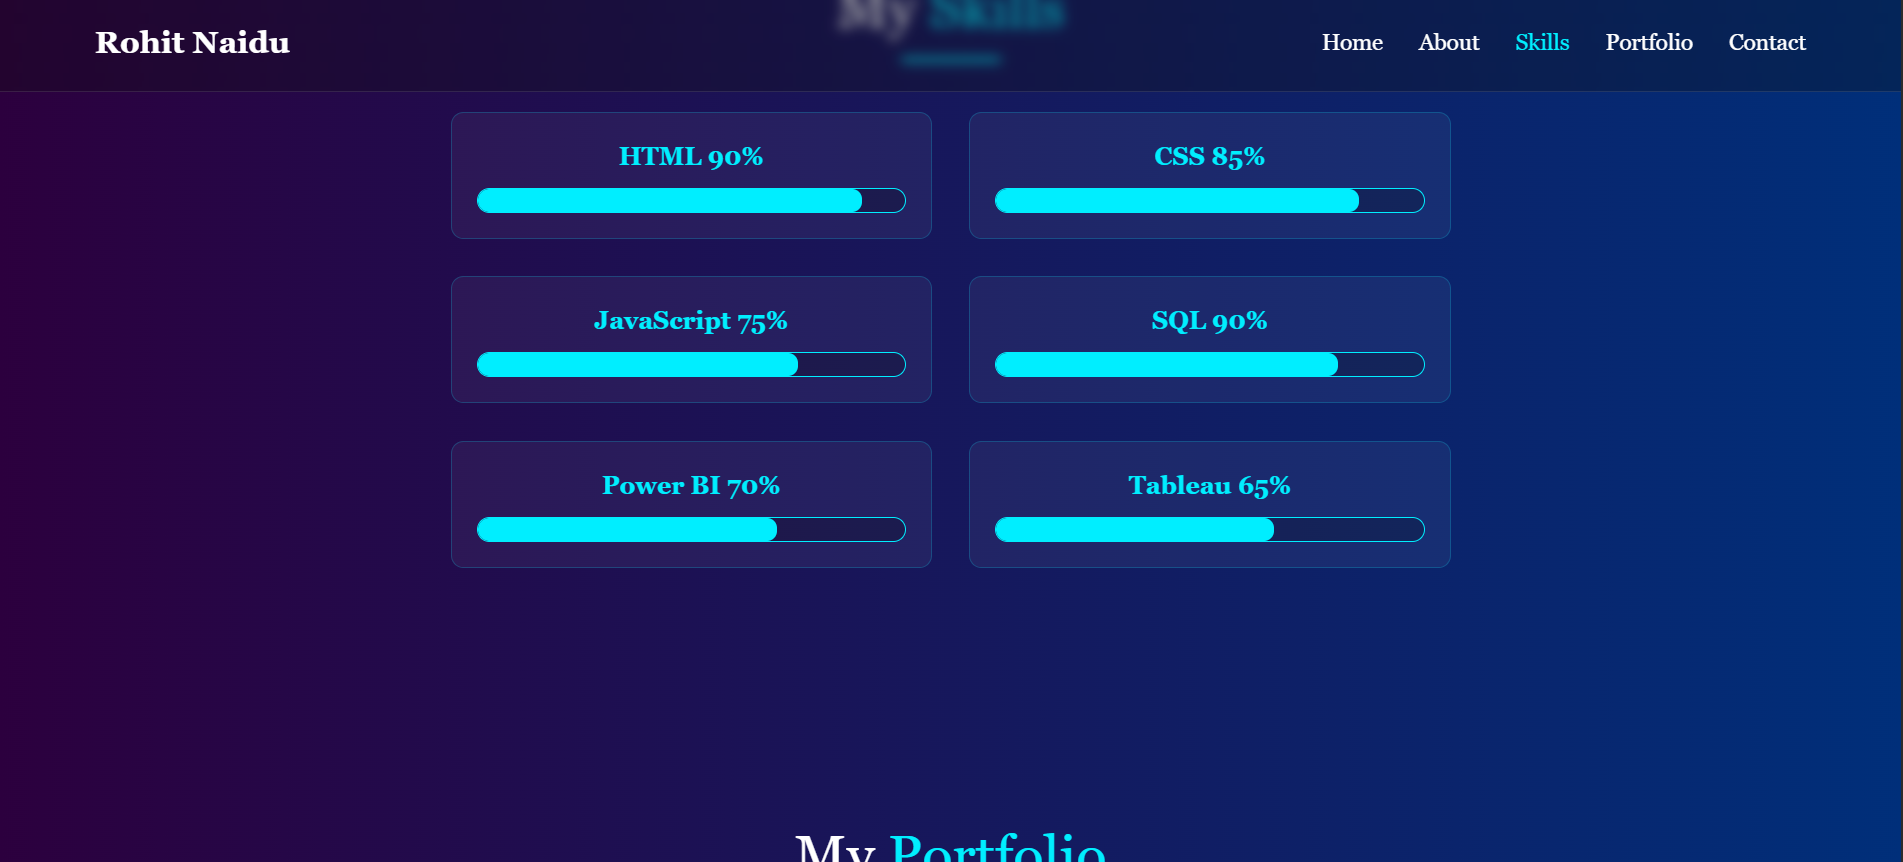 My Skills
Rohit Naidu
Home About Skills Portfolio Contact
HTML 90%
CSS 85%
JavaScript 75%
SQL 90%
Power BI 70%
Tableau 65%
My Portfolio